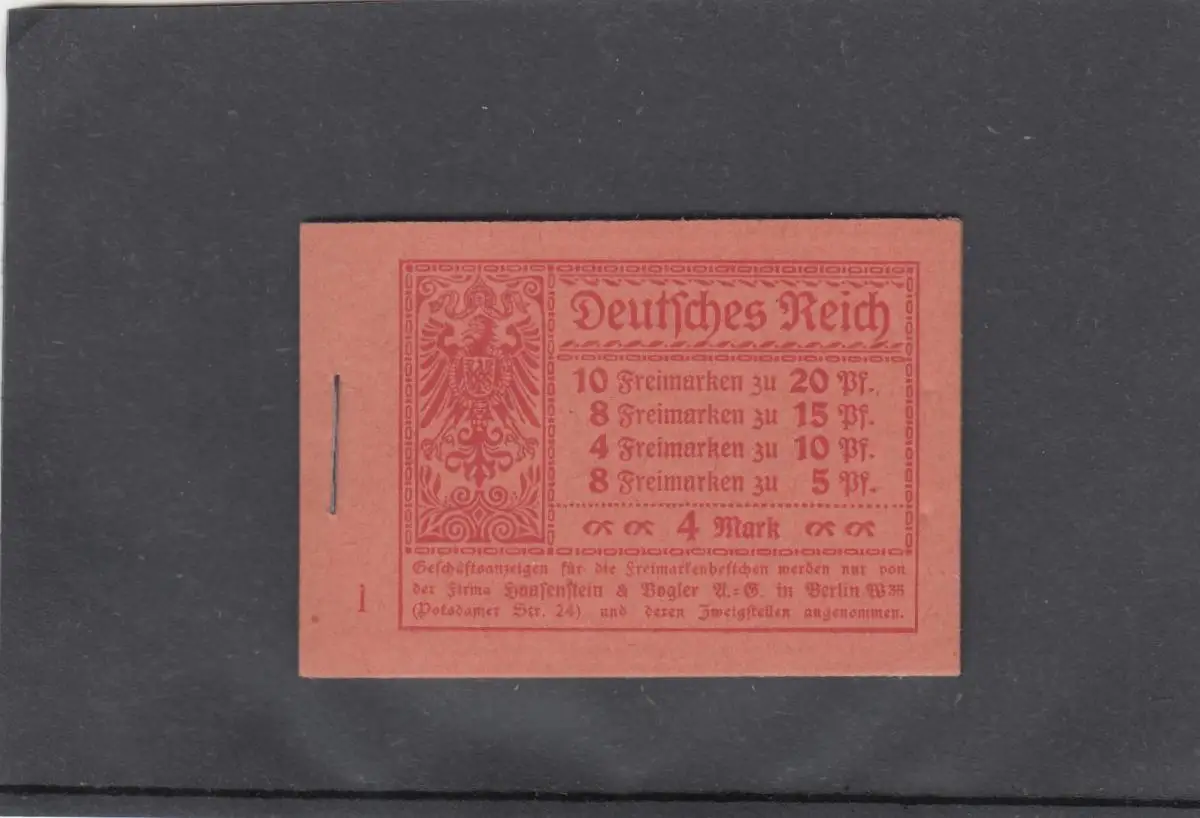 Deutsches Reich
10 Freimarken zu 20 Pf.
8 Freimarken zu 15 Pf.
4 Freimarken zu 10 Pf.
8 Freimarken zu 5 Pf.
4 Mark
Geschäftsanzeigen für die Freimarkenheftchen werden nur von
der Firma Haasenstein & Vogler A.=G. in Berlin W35
(Potsdamer Str. 24) und deren Zweigstellen angenommen.
1